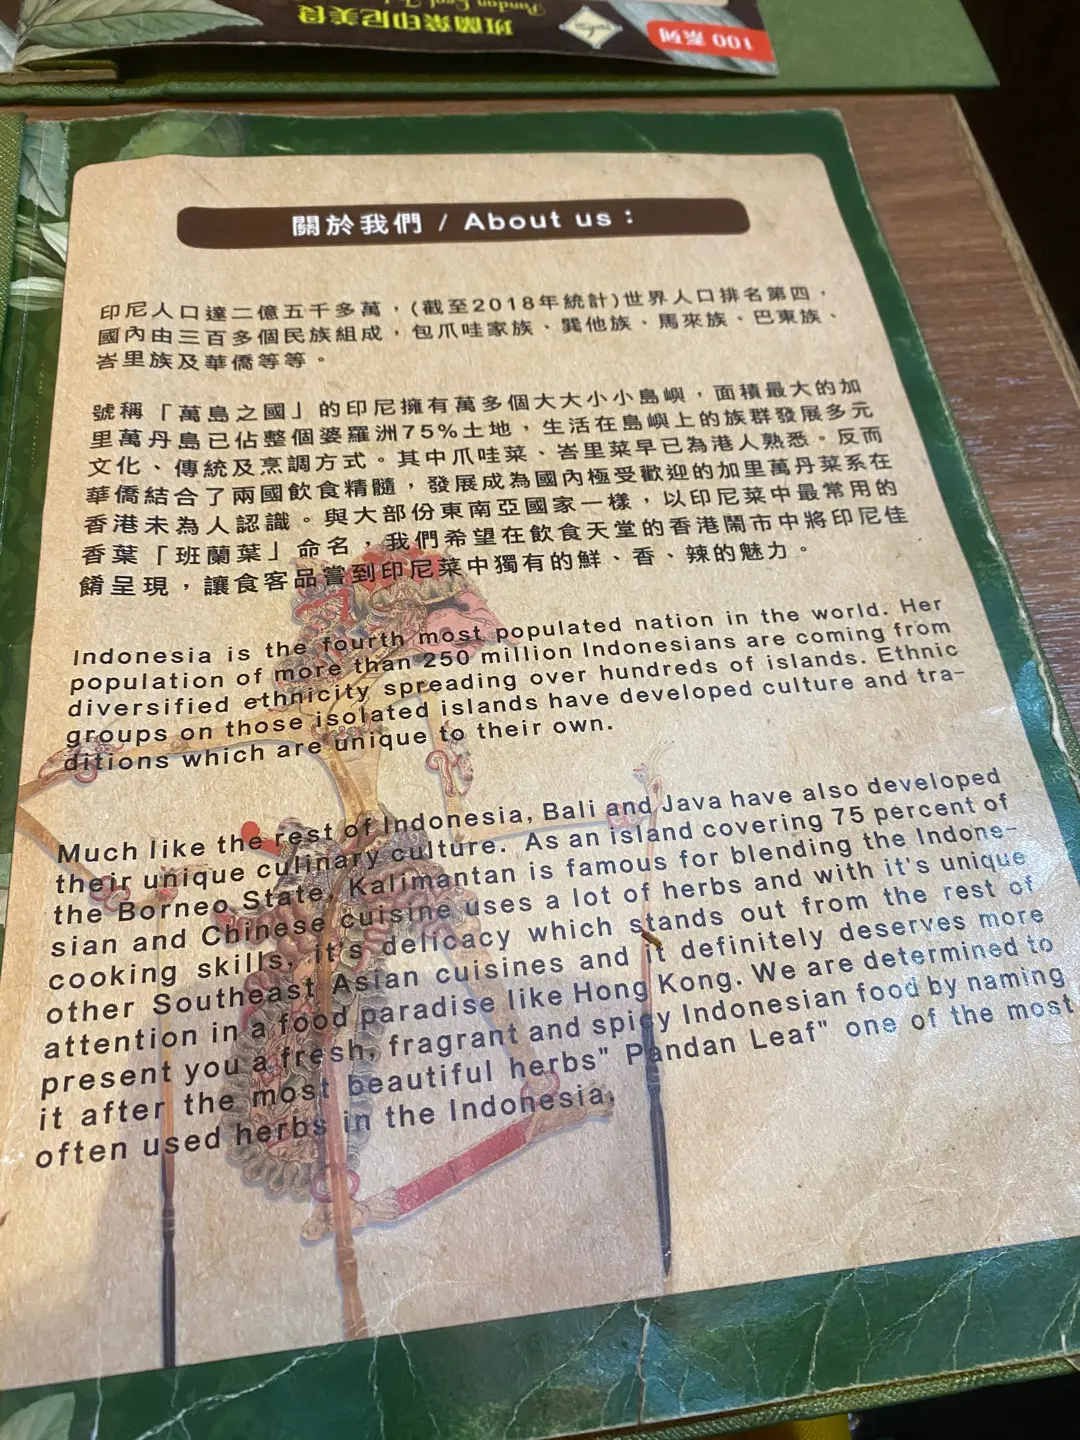 100 系列
班蘭葉印尼美食
關於我們 / About us :
印尼人口達二億五千多萬，(截至2018年統計)世界人口排名第四，
國內由三百多個民族組成，包爪哇家族、巽他族、馬來族、巴東族、
峇里族及華僑等等。
號稱「萬島之國」的印尼擁有萬多個大大小小島嶼，面積最大的加
里萬丹島已佔整個婆羅洲75%土地，生活在島嶼上的族群發展多元
文化、傳統及烹調方式。其中爪哇菜、峇里菜早已為港人熟悉。反而
華僑結合了兩國飲食精髓，發展成為國內極受歡迎的加里萬丹菜系在
香港未為人認識。與大部份東南亞國家一樣，以印尼菜中最常用的
香葉「班蘭葉」命名，我們希望在飲食天堂的香港鬧市中將印尼佳
餚呈現，讓食客品嘗到印尼菜中獨有的鮮、香、辣的魅力。
Indonesia is the fourth most populated nation in the world. Her
population of more than 250 million Indonesians are coming from
diversified ethnicity spreading over hundreds of islands. Ethnic
groups on those isolated islands have developed culture and tra-
ditions which are unique to their own.
Much like the rest of Indonesia, Bali and Java have also developed
their unique culinary culture. As an island covering 75 percent of
the Borneo State, Kalimantan is famous for blending the Indone-
sian and Chinese cuisine uses a lot of herbs and with it's unique
cooking skills, it's delicacy which stands out from the rest of
other Southeast Asian cuisines and it definitely deserves more
attention in a food paradise like Hong Kong. We are determined to
present you a fresh, fragrant and spicy Indonesian food by naming
it after the most beautiful herbs" Pandan Leaf" one of the most
often used herbs in the Indonesia.